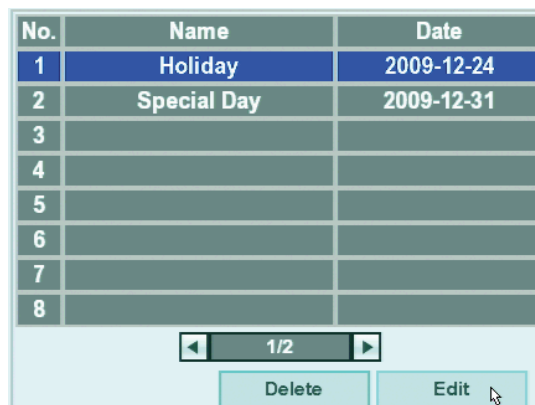 No. Name Date
1 Holiday 2009-12-24
2 Special Day 2009-12-31
3
4
5
6
7
8
1/2
Delete Edit